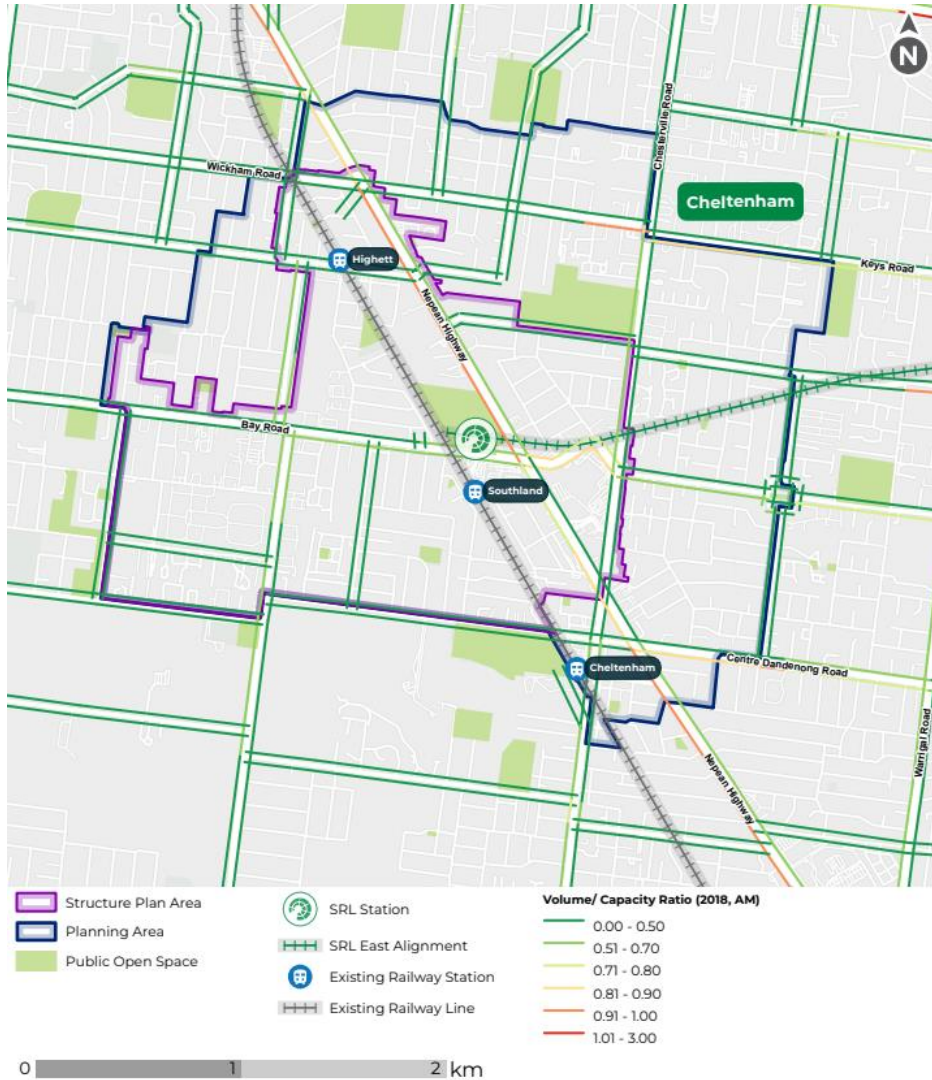 N
Chesterville Road
Wickham Road
Cheltenham
Highett
Keys Road
Nepean Highway
Bay Road
Southland
Cheltenham
Centre Dandenong Road
Warrigal Road
Nepean Highway
Structure Plan Area
Planning Area
Public Open Space
SRL Station
SRL East Alignment
Existing Railway Station
Existing Railway Line
Volume/ Capacity Ratio (2018, AM)
0.00 - 0.50
0.51 - 0.70
0.71 - 0.80
0.81 - 0.90
0.91 - 1.00
1.01 - 3.00
0 1 2 km